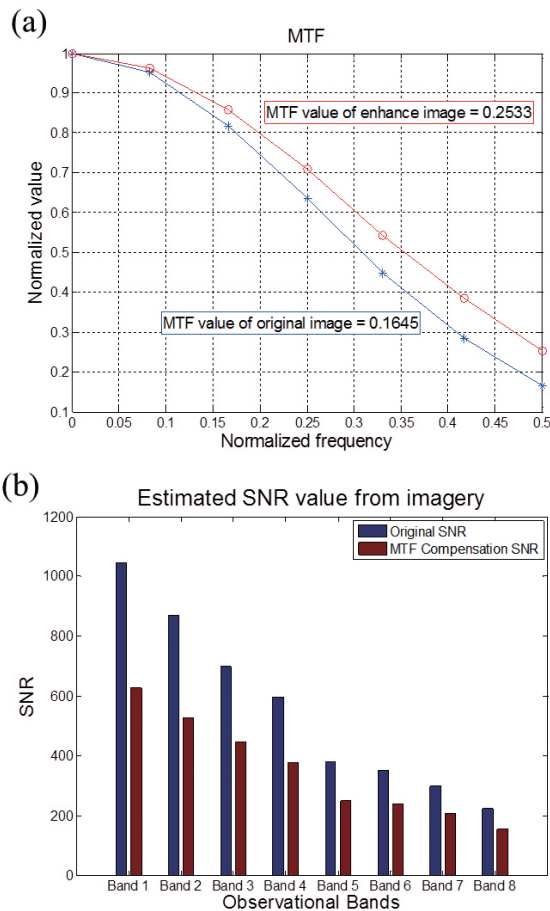 (a)
MTF
1
0.9
0.8
0.7
0.6
0.5
0.4
0.3
0.2
0.1
Normalized value
MTF value of enhance image = 0.2533
MTF value of original image = 0.1645
0 0.05 0.1 0.15 0.2 0.25 0.3 0.35 0.4 0.45 0.5
Normalized frequency
(b)
Estimated SNR value from imagery
1200
1000
800
600
400
200
0
SNR
Original SNR
MTF Compensation SNR
Band 1 Band 2 Band 3 Band 4 Band 5 Band 6 Band 7 Band 8
Observational Bands